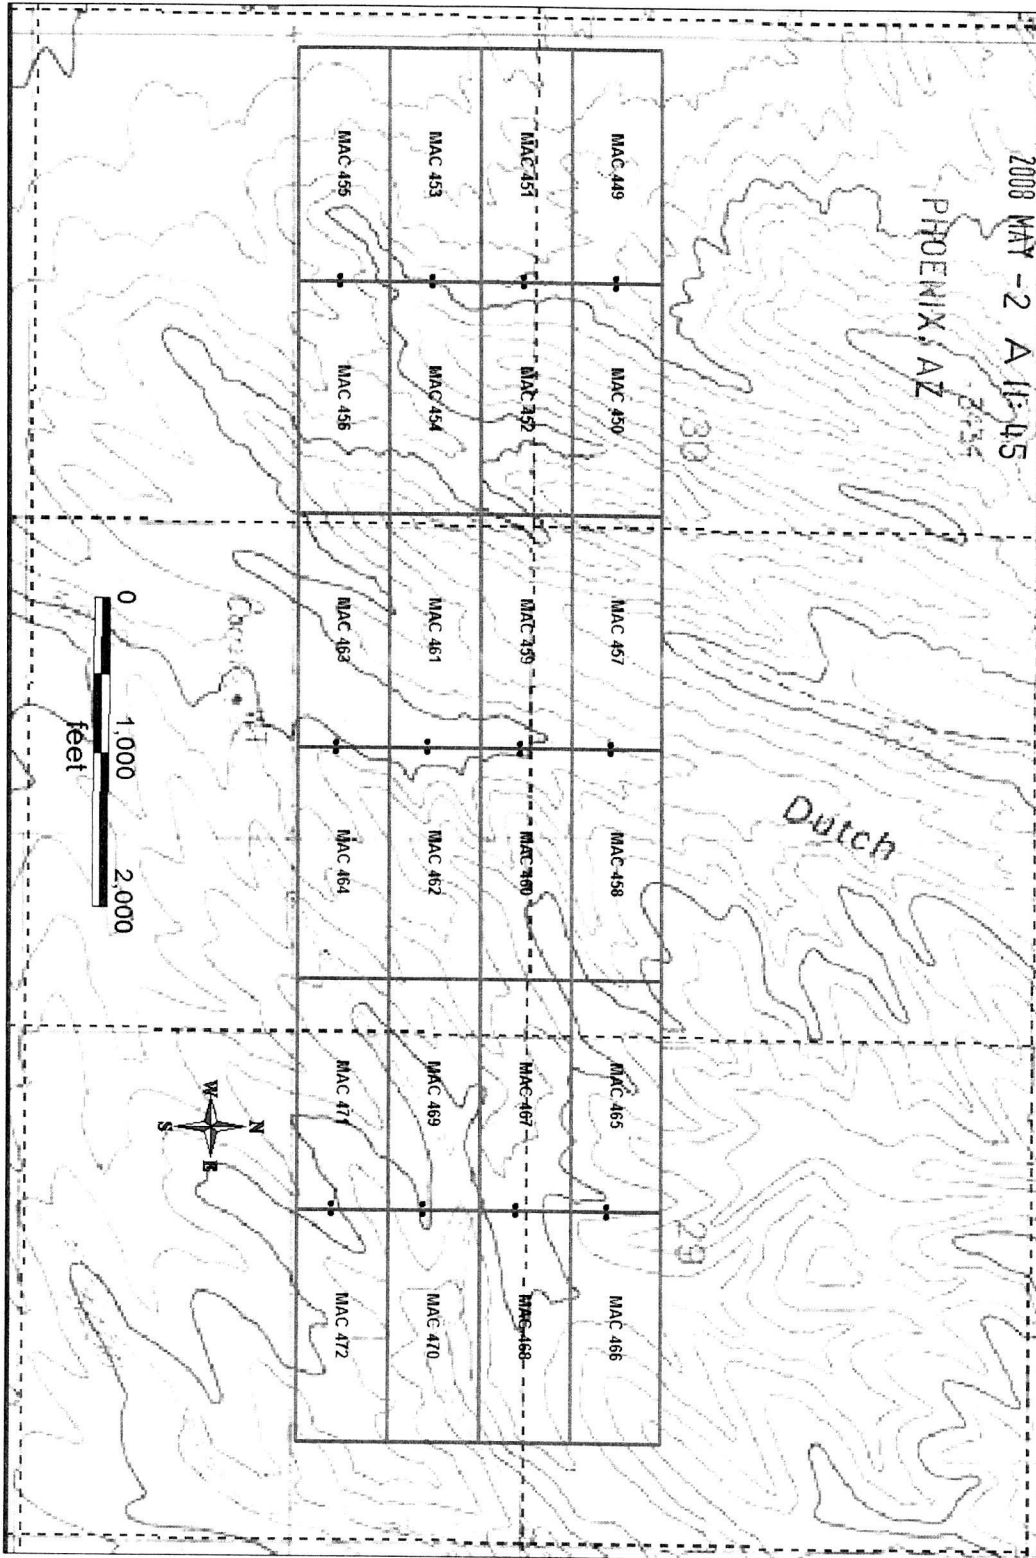 2008 MAY -2 A 11:45
PHOENIX, AZ
30
Dutch
29
MAC 449
MAC 450
MAC 457
MAC 458
MAC 465
MAC 466
MAC 451
MAC 452
MAC 459
MAC 460
MAC 467
MAC 468
MAC 453
MAC 454
MAC 461
MAC 462
MAC 469
MAC 470
MAC 455
MAC 456
MAC 463
MAC 464
MAC 471
MAC 472
N
W
E
S
0
1,000
2,000
feet